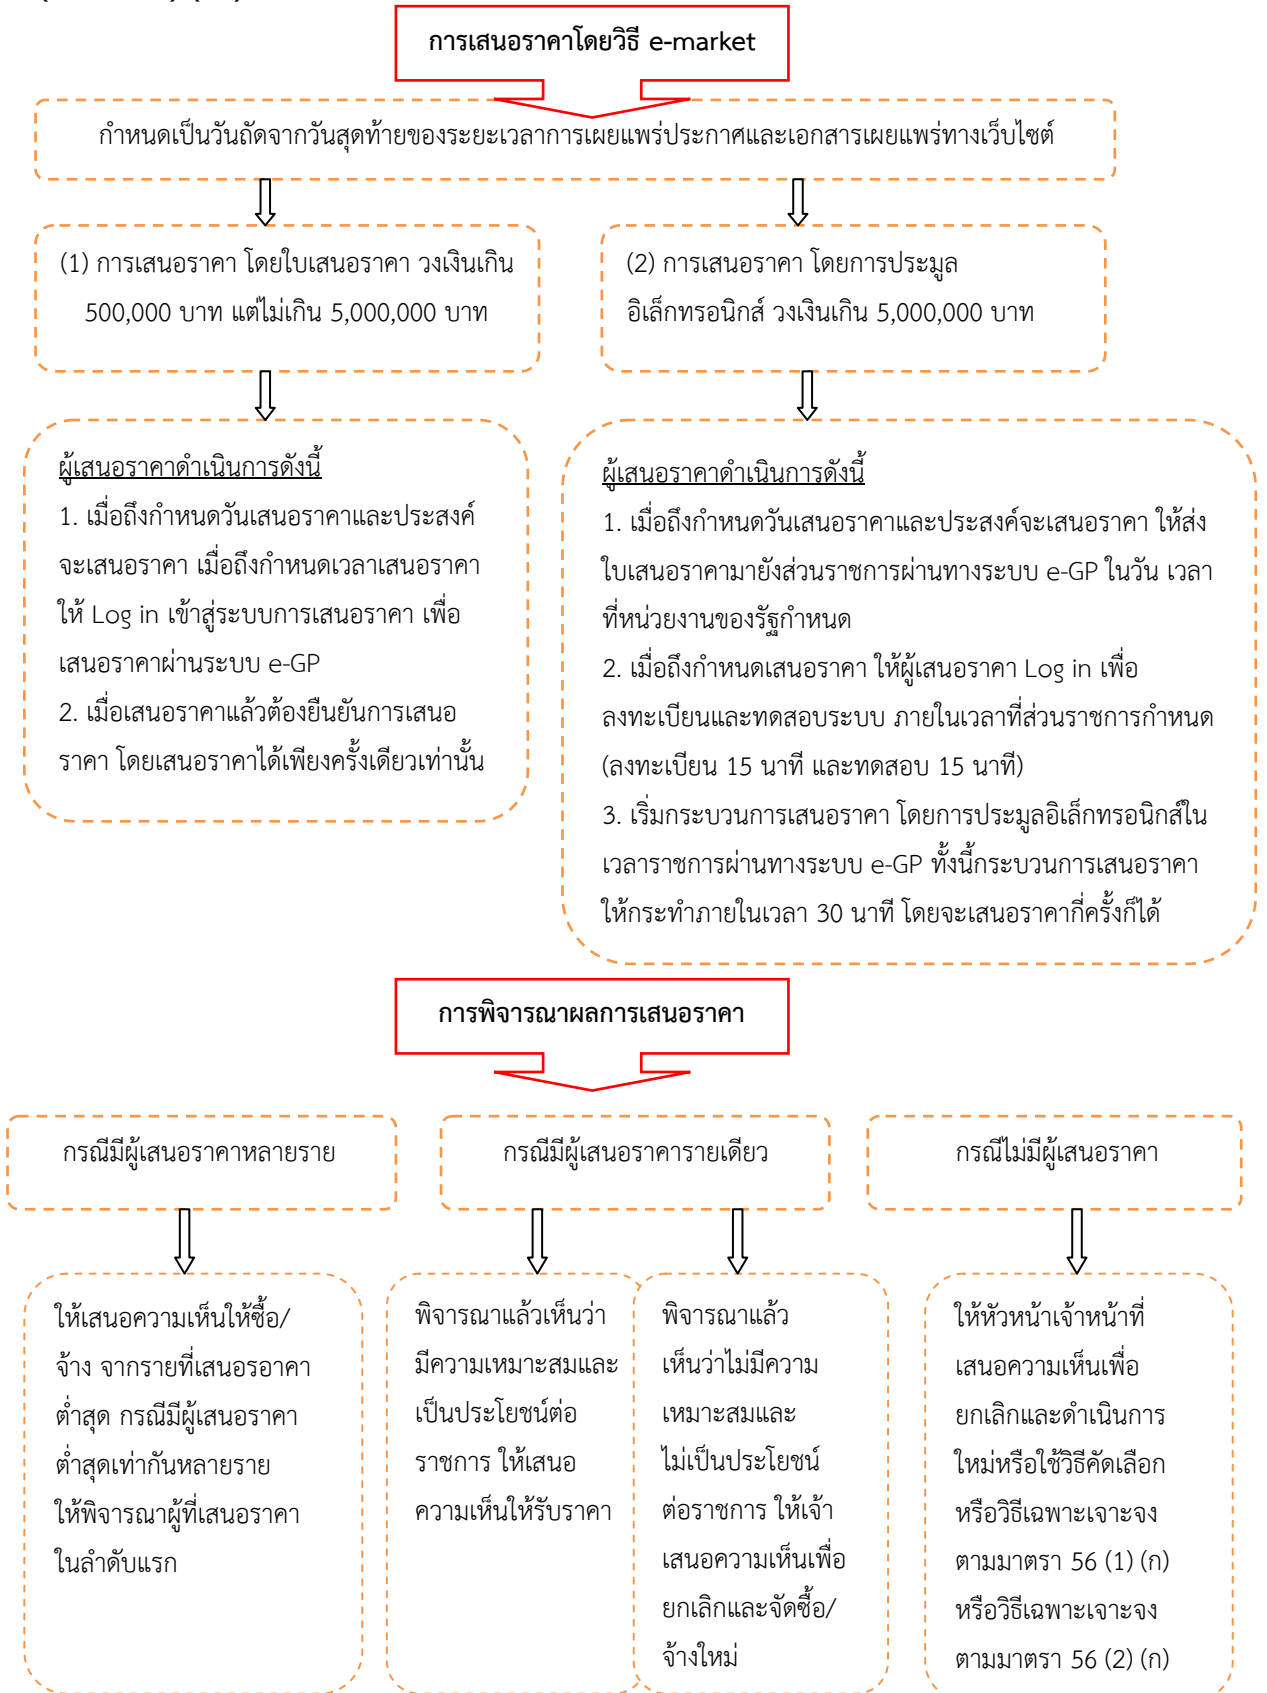 การเสนอราคาโดยวิธี e-market
กำหนดเป็นวันถัดจากวันสุดท้ายของระยะเวลาการเผยแพร่ประกาศและเอกสารเผยแพร่ทางเว็บไซต์
(1) การเสนอราคา โดยใบเสนอราคา วงเงินเกิน
500,000 บาท แต่ไม่เกิน 5,000,000 บาท
(2) การเสนอราคา โดยการประมูล
อิเล็กทรอนิกส์ วงเงินเกิน 5,000,000 บาท
ผู้เสนอราคาดำเนินการดังนี้
1. เมื่อถึงกำหนดวันเสนอราคาและประสงค์
จะเสนอราคา เมื่อถึงกำหนดเวลาเสนอราคา
ให้ Log in เข้าสู่ระบบการเสนอราคา เพื่อ
เสนอราคาผ่านระบบ e-GP
2. เมื่อเสนอราคาแล้วต้องยืนยันการเสนอ
ราคา โดยเสนอราคาได้เพียงครั้งเดียวเท่านั้น
ผู้เสนอราคาดำเนินการดังนี้
1. เมื่อถึงกำหนดวันเสนอราคาและประสงค์จะเสนอราคา ให้ส่ง
ใบเสนอราคามายังส่วนราชการผ่านทางระบบ e-GP ในวัน เวลา
ที่หน่วยงานของรัฐกำหนด
2. เมื่อถึงกำหนดเสนอราคา ให้ผู้เสนอราคา Log in เพื่อ
ลงทะเบียนและทดสอบระบบ ภายในเวลาที่ส่วนราชการกำหนด
(ลงทะเบียน 15 นาที และทดสอบ 15 นาที)
3. เริ่มกระบวนการเสนอราคา โดยการประมูลอิเล็กทรอนิกส์ใน
เวลาราชการผ่านทางระบบ e-GP ทั้งนี้กระบวนการเสนอราคา
ให้กระทำภายในเวลา 30 นาที โดยจะเสนอราคากี่ครั้งก็ได้
การพิจารณาผลการเสนอราคา
กรณีมีผู้เสนอราคาหลายราย
กรณีมีผู้เสนอราคารายเดียว
กรณีไม่มีผู้เสนอราคา
ให้เสนอความเห็นให้ซื้อ/
จ้าง จากรายที่เสนอรอาคา
ต่ำสุด กรณีมีผู้เสนอราคา
ต่ำสุดเท่ากันหลายราย
ให้พิจารณาผู้ที่เสนอราคา
ในลำดับแรก
พิจารณาแล้วเห็นว่า
มีความเหมาะสมและ
เป็นประโยชน์ต่อ
ราชการ ให้เสนอ
ความเห็นให้รับราคา
พิจารณาแล้ว
เห็นว่าไม่มีความ
เหมาะสมและ
ไม่เป็นประโยชน์
ต่อราชการ ให้เจ้า
เสนอความเห็นเพื่อ
ยกเลิกและจัดซื้อ/
จ้างใหม่
ให้หัวหน้าเจ้าหน้าที่
เสนอความเห็นเพื่อ
ยกเลิกและดำเนินการ
ใหม่หรือใช้วิธีคัดเลือก
หรือวิธีเฉพาะเจาะจง
ตามมาตรา 56 (1) (ก)
หรือวิธีเฉพาะเจาะจง
ตามมาตรา 56 (2) (ก)